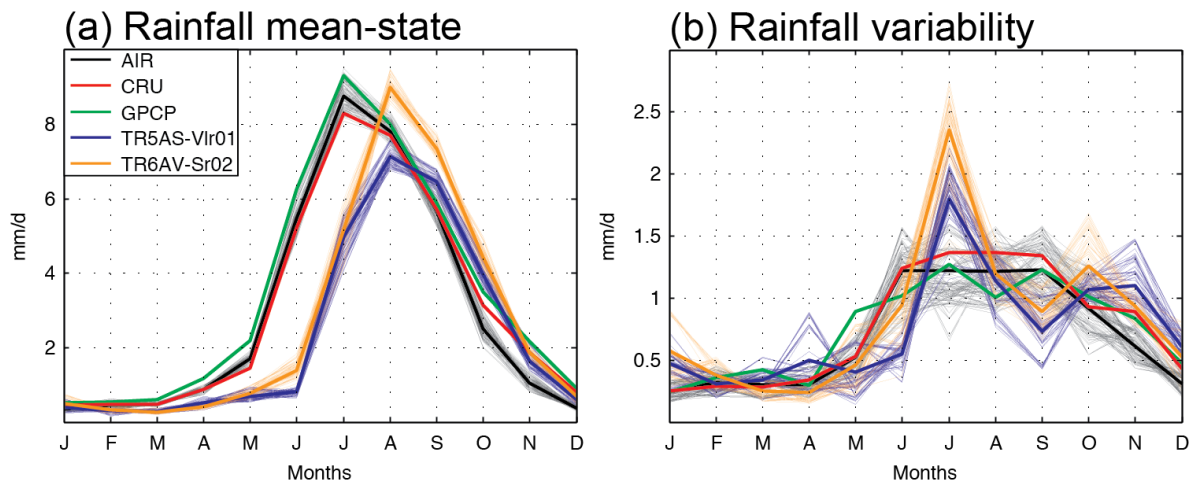 (a) Rainfall mean-state
AIR
CRU
GPCP
TR5AS-Vlr01
TR6AV-Sr02
8
6
4
2
mm/d
J F M A M J J A S O N D
Months
(b) Rainfall variability
2.5
2
1.5
1
0.5
mm/d
J F M A M J J A S O N D
Months